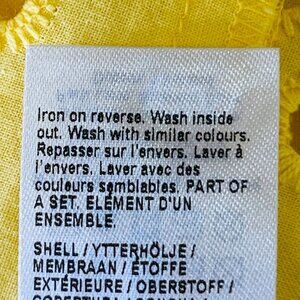 Iron on reverse. Wash inside
out. Wash with similar colours.
Repasser sur l'envers. Laver à
l'envers. Laver avec des
couleurs semblables. PART OF
A SET. ELEMENT D'UN
ENSEMBLE.
SHELL / YTTERHÖLJE /
MEMBRAAN / ÉTOFFE
EXTÉRIEURE / OBERSTOFF /